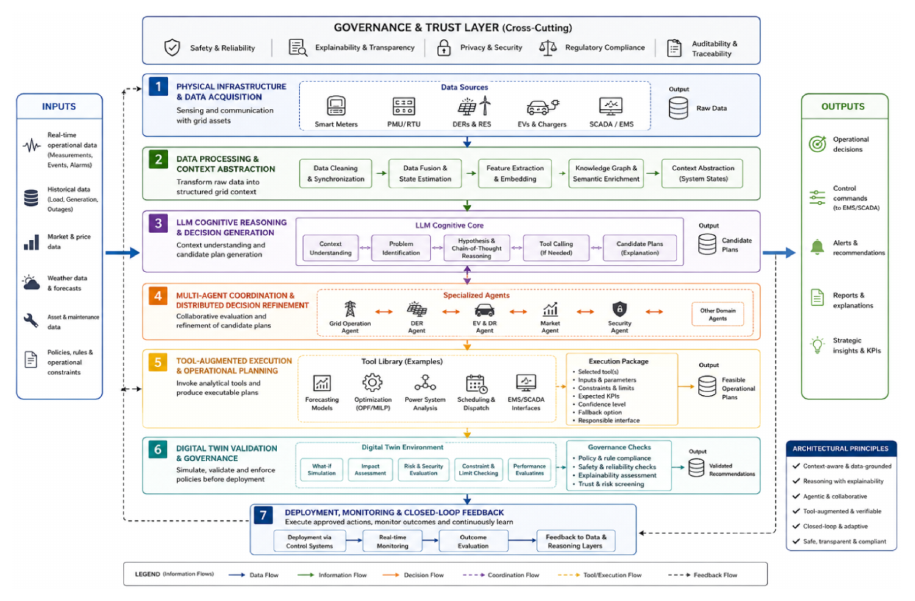 GOVERNANCE & TRUST LAYER (Cross-Cutting)
Safety & Reliability
Explainability & Transparency
Privacy & Security
Regulatory Compliance
Auditability &
Traceability
INPUTS
Real-time
operational data
(Measurements,
Events, Alarms)
Historical data
(Load, Generation,
Outages)
Market & price
data
Weather data
& forecasts
Asset & maintenance
data
Policies, rules &
operational
constraints
1
PHYSICAL INFRASTRUCTURE
& DATA ACQUISITION
Sensing and communication
with grid assets
Data Sources
Smart Meters
PMU/RTU
DERs & RES
EVs & Chargers
SCADA / EMS
Output
Raw Data
2
DATA PROCESSING &
CONTEXT ABSTRACTION
Transform raw data into
structured grid context
Data Cleaning
& Synchronization
Data Fusion &
State Estimation
Feature Extraction
& Embedding
Knowledge Graph &
Semantic Enrichment
Context Abstraction
(System States)
3
LLM COGNITIVE REASONING
& DECISION GENERATION
Context understanding and
candidate plan generation
LLM Cognitive Core
Context
Understanding
Problem
Identification
Hypothesis &
Chain-of-Thought
Reasoning
Tool Calling
(If Needed)
Candidate Plans
(Explanation)
Output
Candidate
Plans
4
MULTI-AGENT COORDINATION &
DISTRIBUTED DECISION REFINEMENT
Collaborative evaluation and
refinement of candidate plans
Specialized Agents
Grid Operation
Agent
DER
Agent
EV & DR
Agent
Market
Agent
Security
Agent
Other Domain
Agents
5
TOOL-AUGMENTED EXECUTION
& OPERATIONAL PLANNING
Invoke analytical tools and
produce executable plans
Tool Library (Examples)
Forecasting
Models
Optimization
(OPF/MILP)
Power System
Analysis
Scheduling &
Dispatch
EMS/SCADA
Interfaces
Execution Package
• Selected tool(s)
• Inputs & parameters
• Constraints & limits
• Expected KPIs
• Confidence level
• Fallback option
• Responsible interface
Output
Feasible
Operational
Plans
6
DIGITAL TWIN VALIDATION
& GOVERNANCE
Simulate, validate and enforce
policies before deployment
Digital Twin Environment
What-if
Simulation
Impact
Assessment
Risk & Security
Evaluation
Constraint &
Limit Checking
Performance
Evaluations
Governance Checks
• Policy & rule compliance
• Safety & reliability checks
• Explainability assessment
• Trust & risk screening
Output
Validated
Recommendations
7
DEPLOYMENT, MONITORING & CLOSED-LOOP FEEDBACK
Execute approved actions, monitor outcomes and continuously learn
Deployment via
Control Systems
Real-time
Monitoring
Outcome
Evaluation
Feedback to Data &
Reasoning Layers
OUTPUTS
Operational
decisions
Control
commands
(to EMS/SCADA)
Alerts &
recommendations
Reports &
explanations
Strategic
insights & KPIs
ARCHITECTURAL PRINCIPLES
Context-aware & data-grounded
Reasoning with explainability
Agentic & collaborative
Tool-augmented & verifiable
Closed-loop & adaptive
Safe, transparent & compliant
LEGEND (Information Flows)
Data Flow
Information Flow
Decision Flow
Coordination Flow
Tool/Execution Flow
Feedback Flow